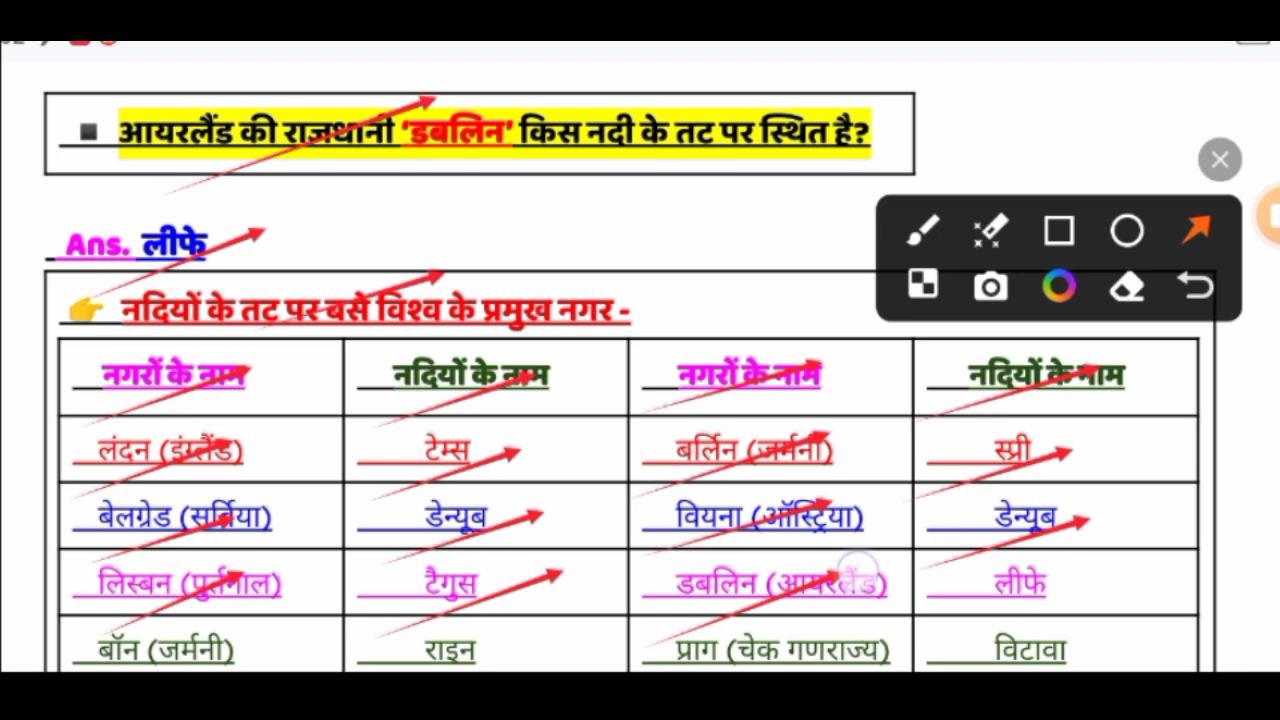 ▪ आयरलैंड की राजधानी ‘डबलिन’ किस नदी के तट पर स्थित है?
Ans. लीफे
👉 नदियों के तट पर बसे विश्व के प्रमुख नगर -
नगरों के नाम नदियों के नाम नगरों के नाम नदियों के नाम
लंदन (इंग्लैंड) टेम्स बर्लिन (जर्मनी) स्प्री
बेलग्रेड (सर्बिया) डेन्यूब वियना (ऑस्ट्रिया) डेन्यूब
लिस्बन (पुर्तगाल) टैगुस डबलिन (आयरलैंड) लीफे
बॉन (जर्मनी) राइन प्राग (चेक गणराज्य) विटावा